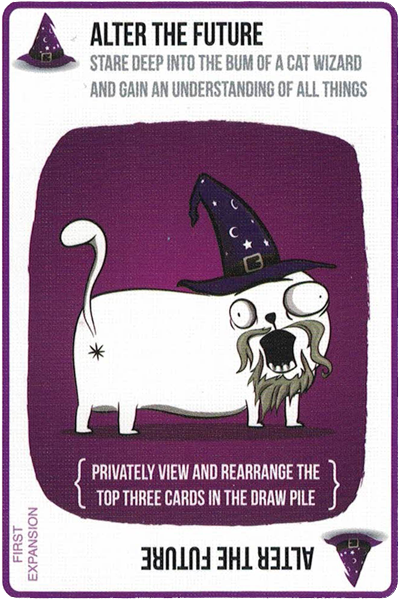 ALTER THE FUTURE
STARE DEEP INTO THE BUM OF A CAT WIZARD
AND GAIN AN UNDERSTANDING OF ALL THINGS
PRIVATELY VIEW AND REARRANGE THE
TOP THREE CARDS IN THE DRAW PILE
FIRST
EXPANSION
ALTER THE FUTURE